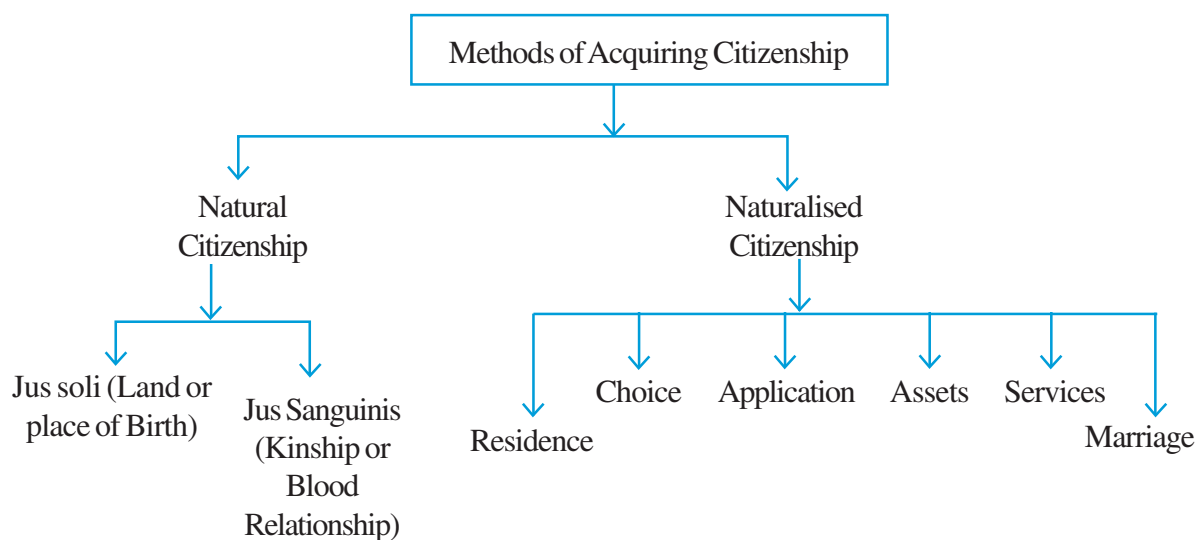 Methods of Acquiring Citizenship
Natural
Citizenship
Naturalised
Citizenship
Jus soli (Land or
place of Birth)
Jus Sanguinis
(Kinship or
Blood
Relationship)
Residence
Choice
Application
Assets
Services
Marriage